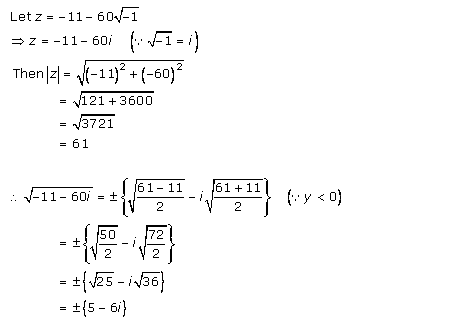 Let z = −11 − 60√−1
⇒ z = −11 − 60i (∵ √−1 = i)
Then |z| = √((−11)² + (−60)²)
= √(121 + 3600)
= √3721
= 61
∴ √(−11 − 60i) = ± {√((61 − 11)/2) − i√((61 + 11)/2)} (∵ y < 0)
= ± {√(50/2) − i√(72/2)}
= ± {√25 − i√36}
= ± {5 − 6i}